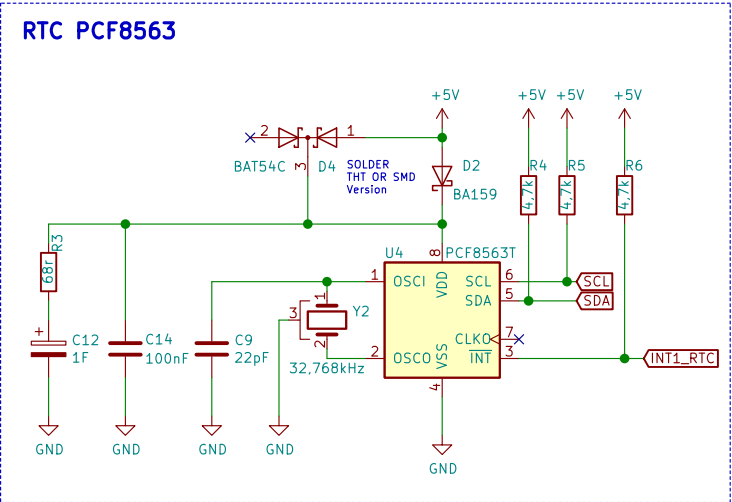 RTC PCF8563
+5V
+5V
+5V
+5V
2
1
BAT54C
3
D4
SOLDER
THT OR SMD
Version
D2
BA159
R4
4,7k
R5
4,7k
R6
4,7k
R3
68r
U4
PCF8563T
8
VDD
1
OSCI
SCL
6
SCL
SDA
5
SDA
CLKO
7
2
OSCO
VSS
INT
3
INT1_RTC
4
1
3
2
Y2
32,768kHz
+
C12
1F
C14
100nF
C9
22pF
GND
GND
GND
GND
GND